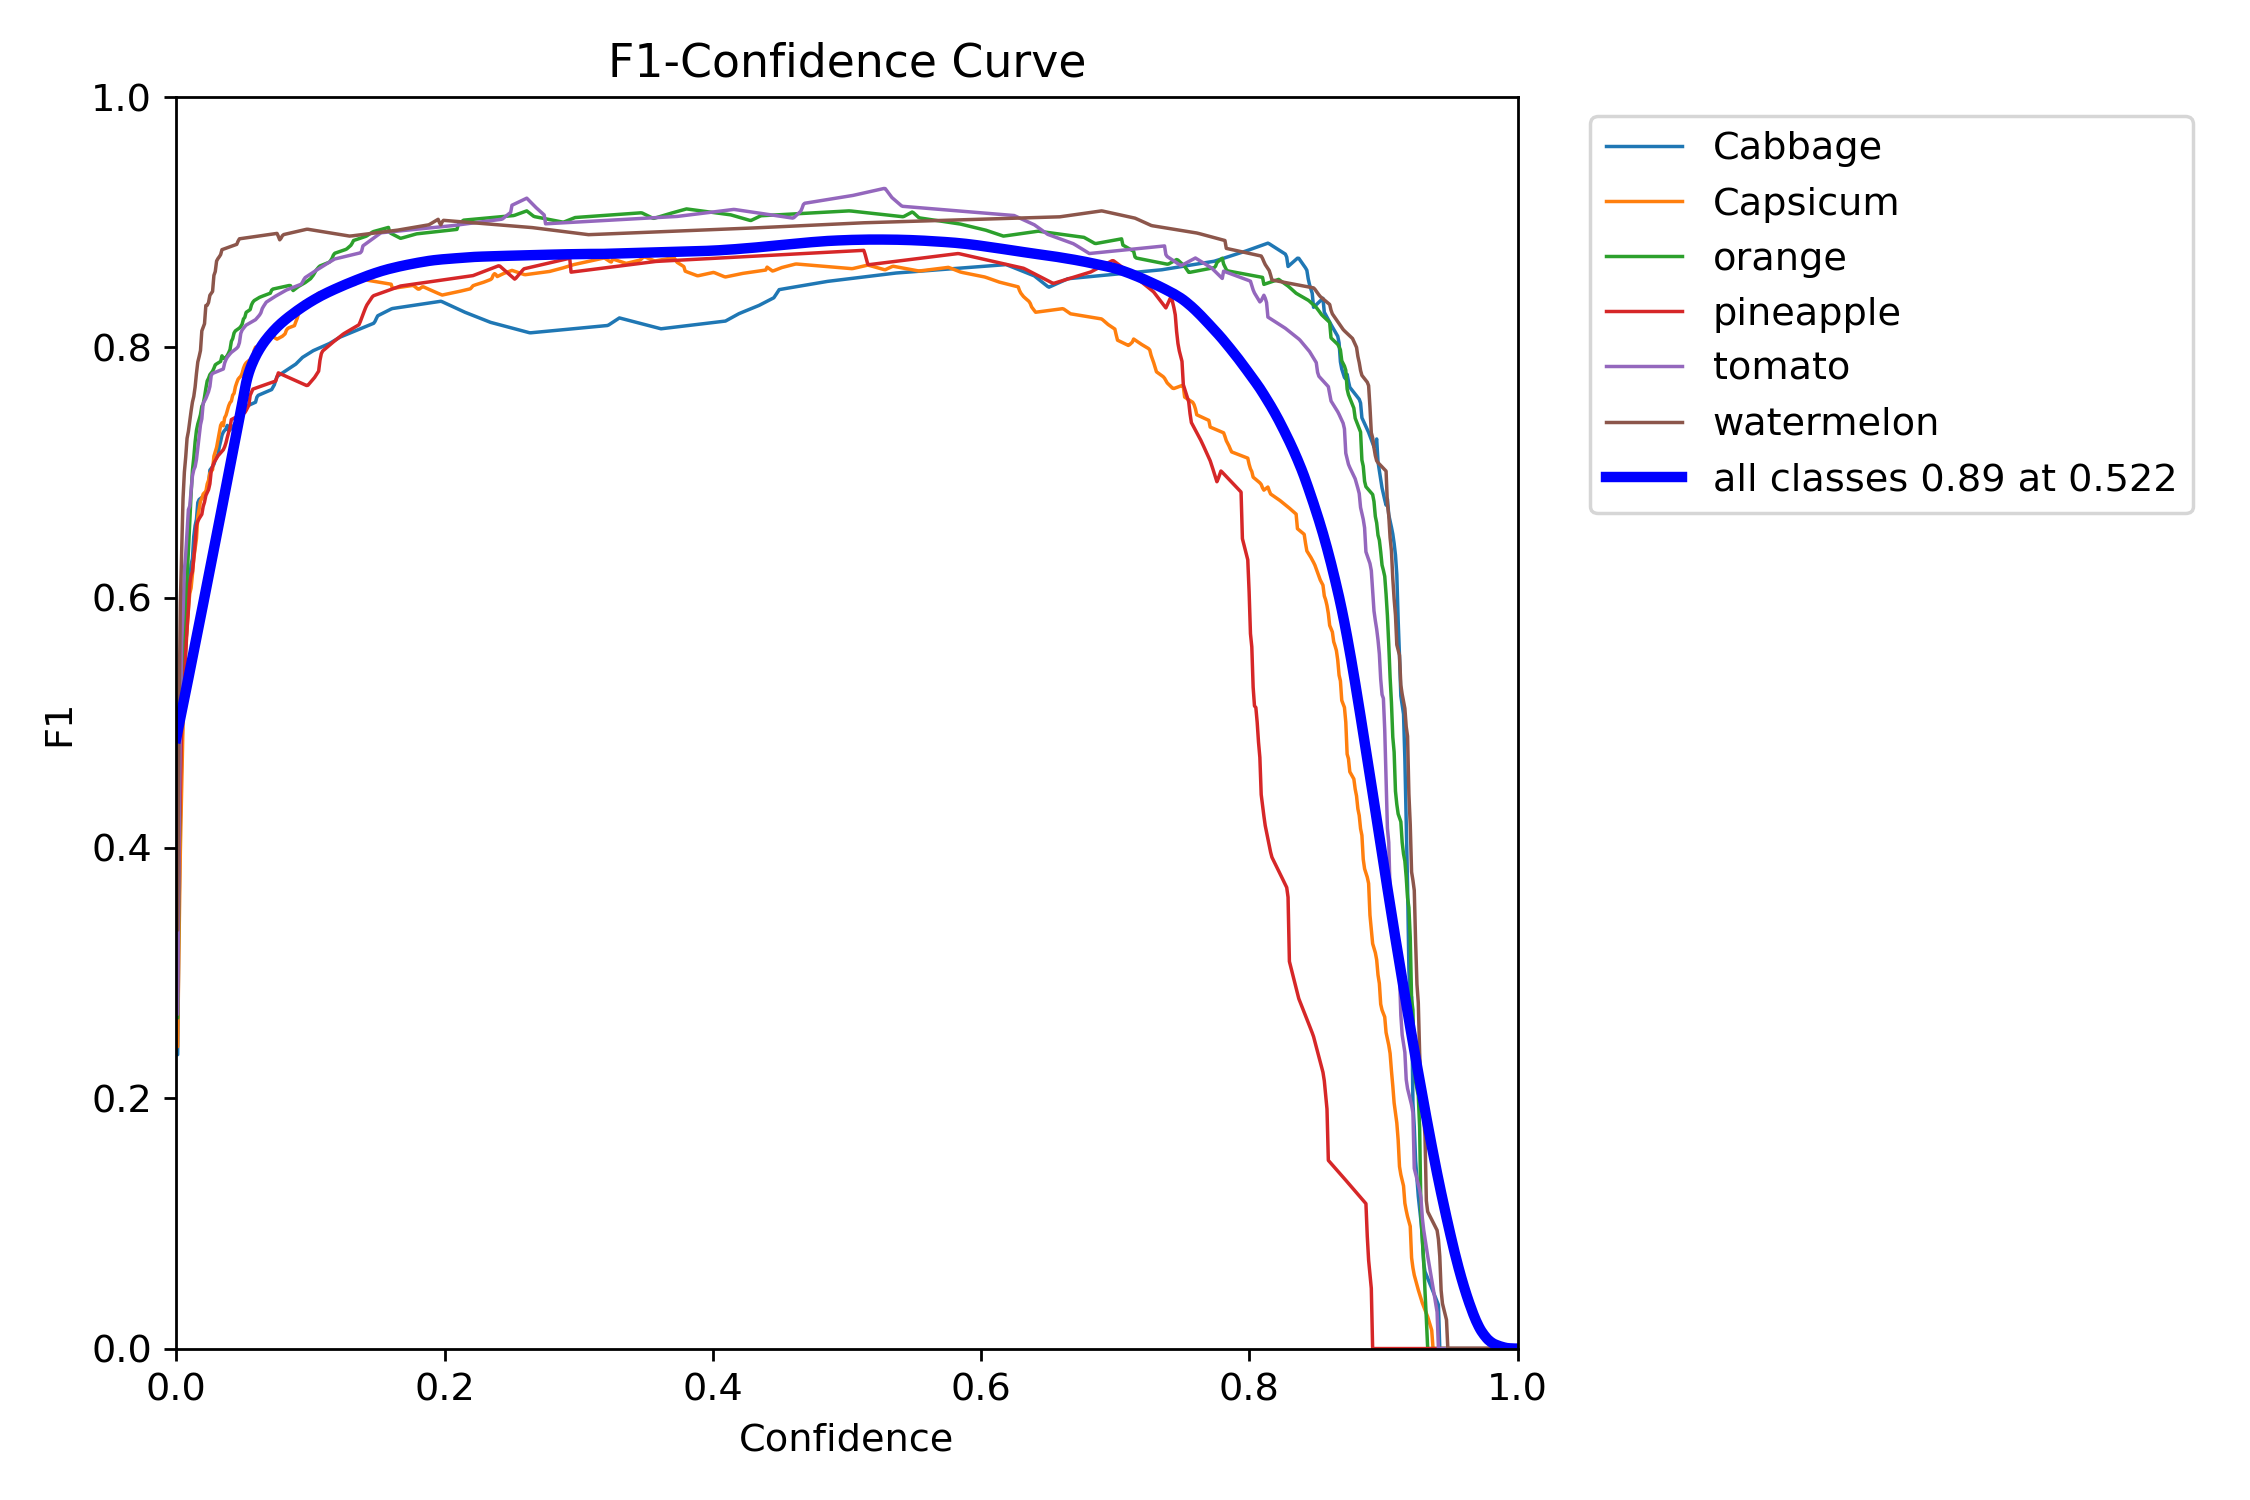 F1-Confidence Curve
1.0
0.8
0.6
0.4
0.2
0.0
F1
0.0 0.2 0.4 0.6 0.8 1.0
Confidence
Cabbage
Capsicum
orange
pineapple
tomato
watermelon
all classes 0.89 at 0.522